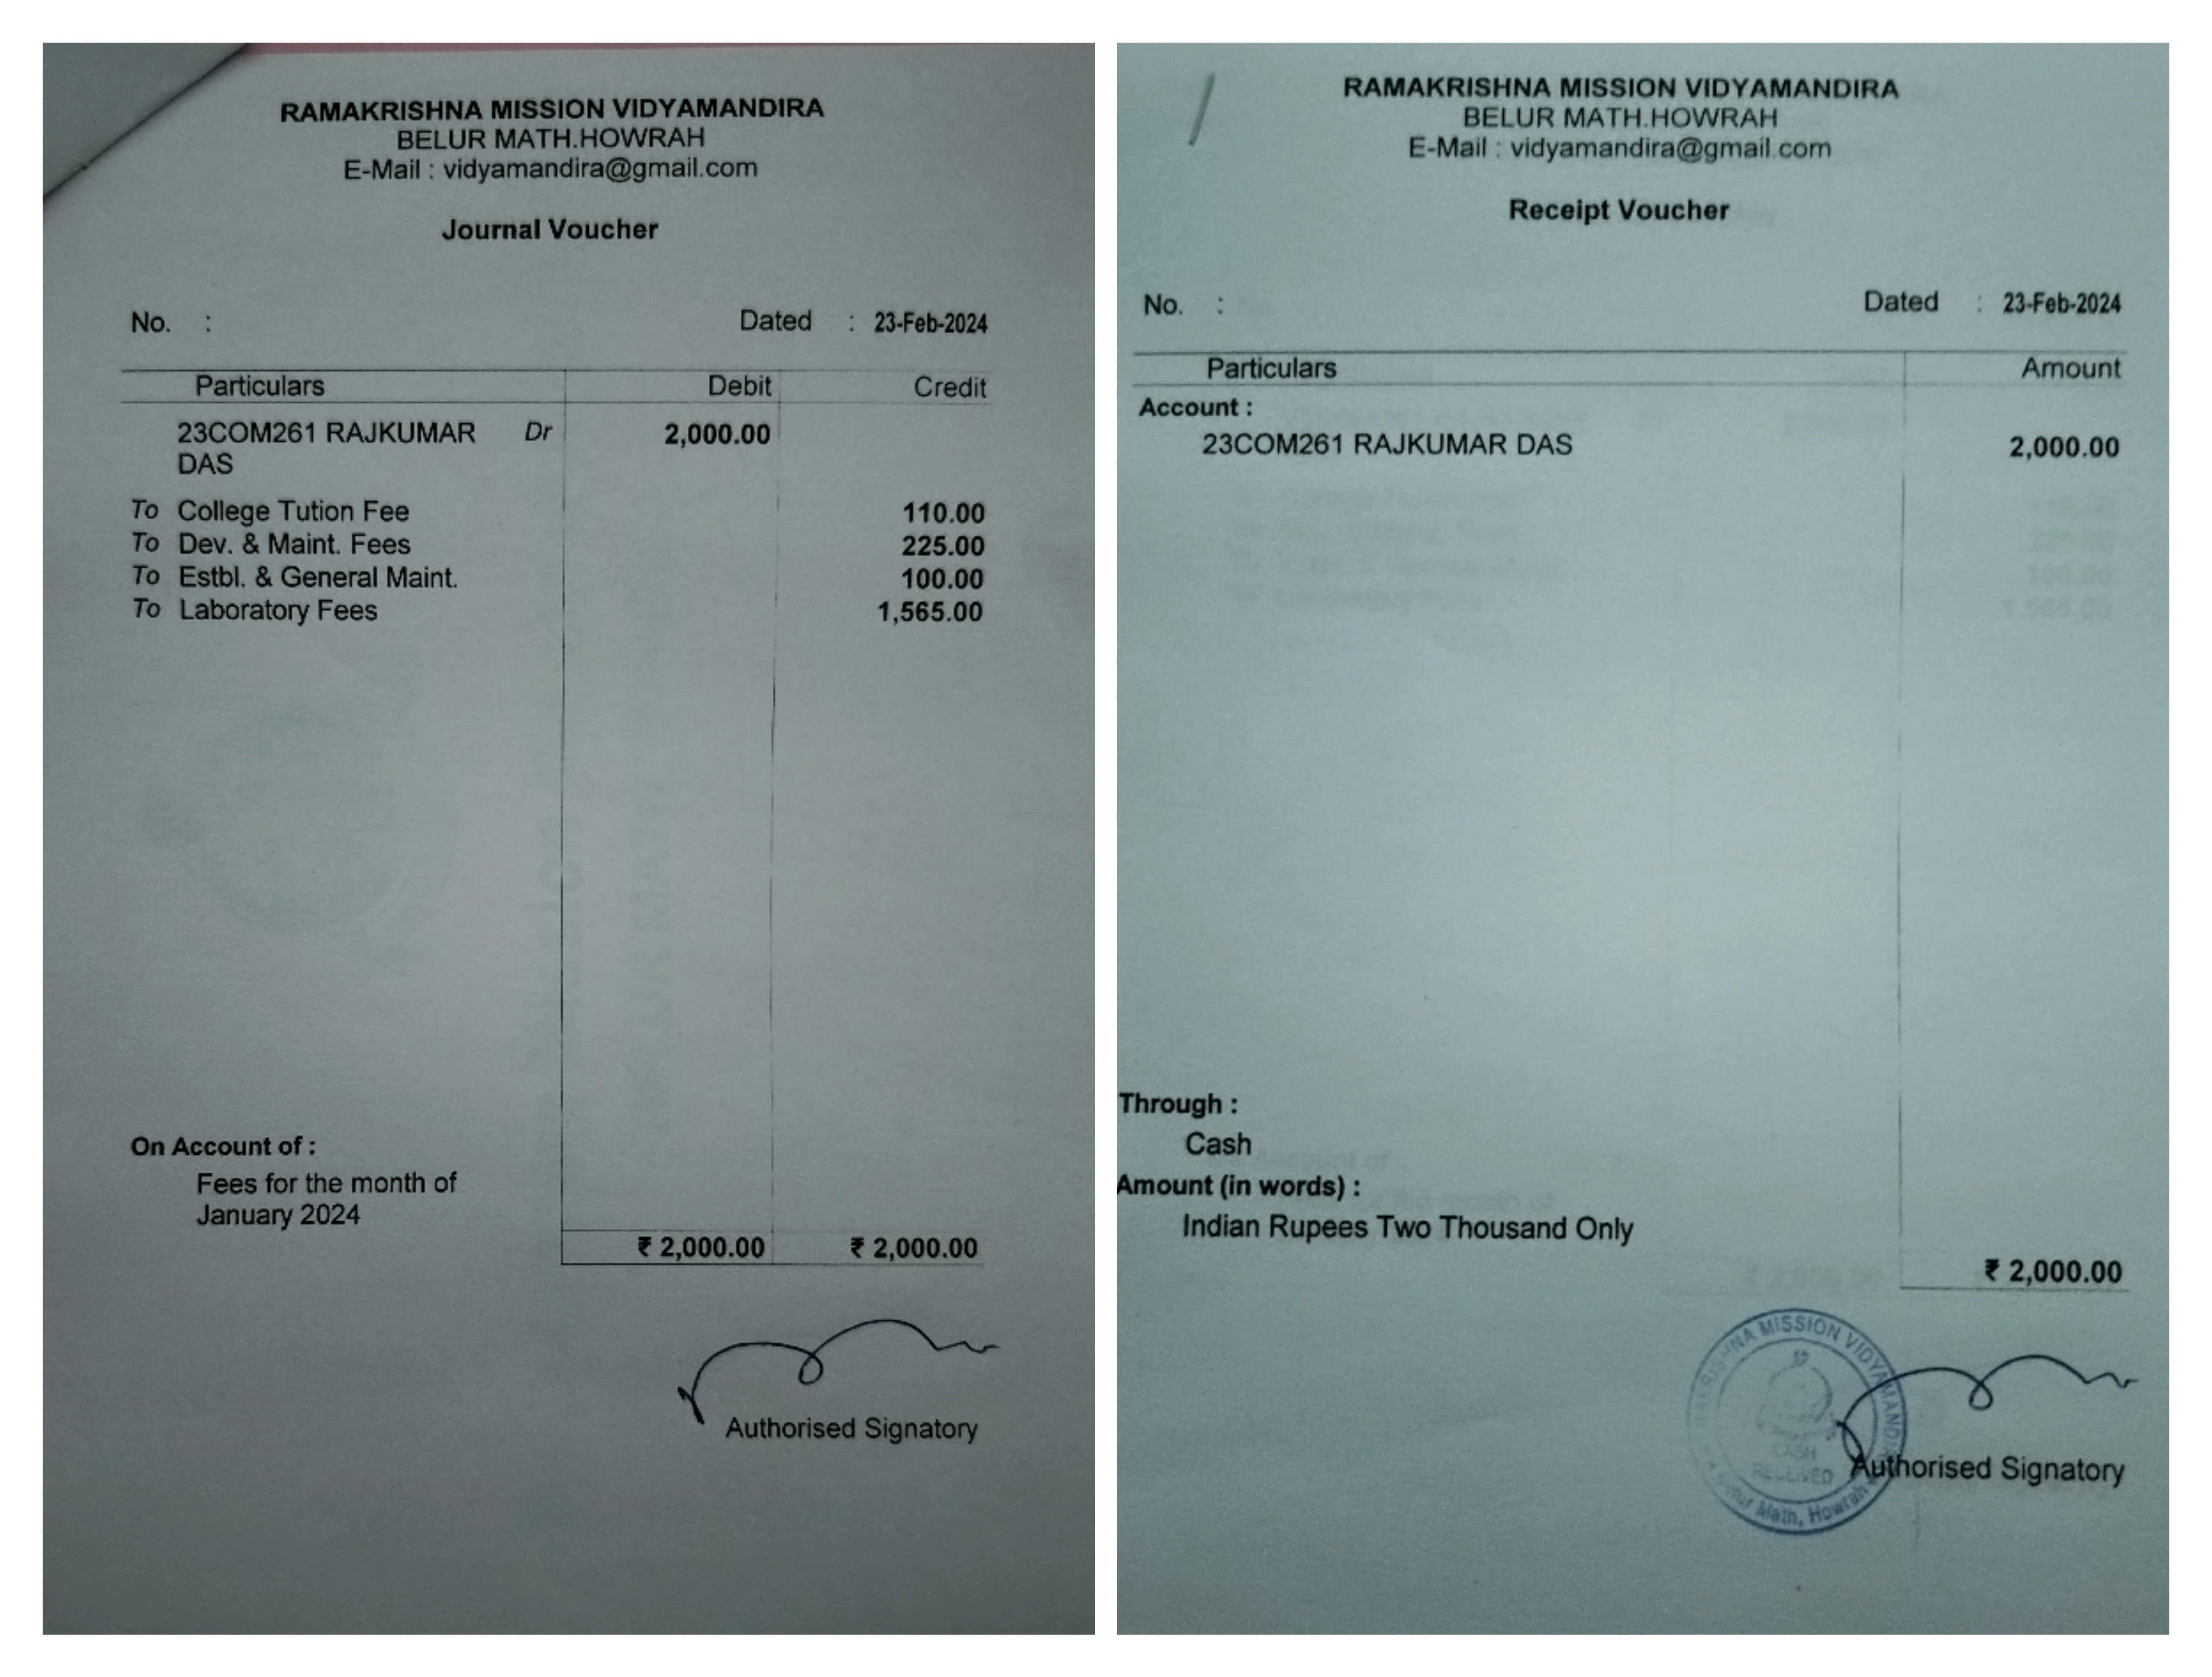 RAMAKRISHNA MISSION VIDYAMANDIRA
BELUR MATH.HOWRAH
E-Mail : vidyamandira@gmail.com
Journal Voucher
No. : Dated : 23-Feb-2024
Particulars Debit Credit
23COM261 RAJKUMAR Dr 2,000.00
DAS
To College Tution Fee 110.00
To Dev. & Maint. Fees 225.00
To Estbl. & General Maint. 100.00
To Laboratory Fees 1,565.00
On Account of :
Fees for the month of
January 2024
₹ 2,000.00 ₹ 2,000.00
Authorised Signatory
RAMAKRISHNA MISSION VIDYAMANDIRA
BELUR MATH.HOWRAH
E-Mail : vidyamandira@gmail.com
Receipt Voucher
No. : Dated : 23-Feb-2024
Particulars Amount
Account :
23COM261 RAJKUMAR DAS 2,000.00
Through :
Cash
Amount (in words) :
Indian Rupees Two Thousand Only
₹ 2,000.00
RAMAKRISHNA MISSION VIDYAMANDIRA
CASH
RECEIVED
Belur Math, Howrah
Authorised Signatory